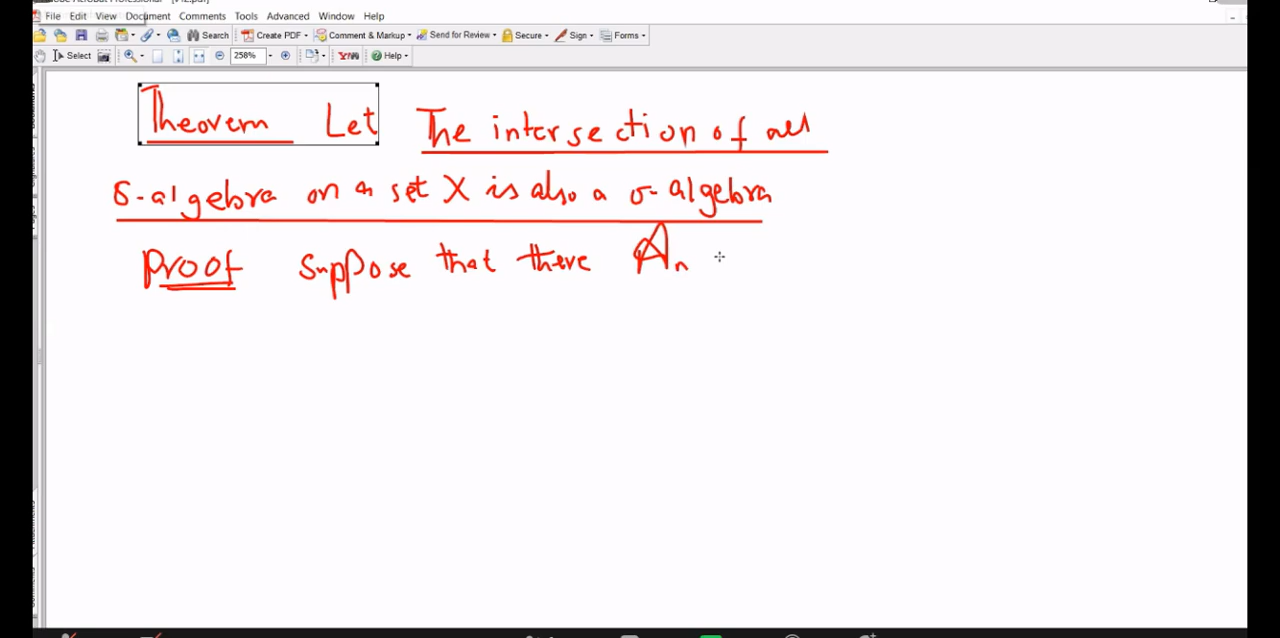 File Edit View Document Comments Tools Advanced Window Help
Search Create PDF Comment & Markup Send for Review Secure Sign Forms
Select 258% Help
Theorem Let The intersection of all
σ-algebra on a set X is also a σ-algebra
Proof Suppose that there An